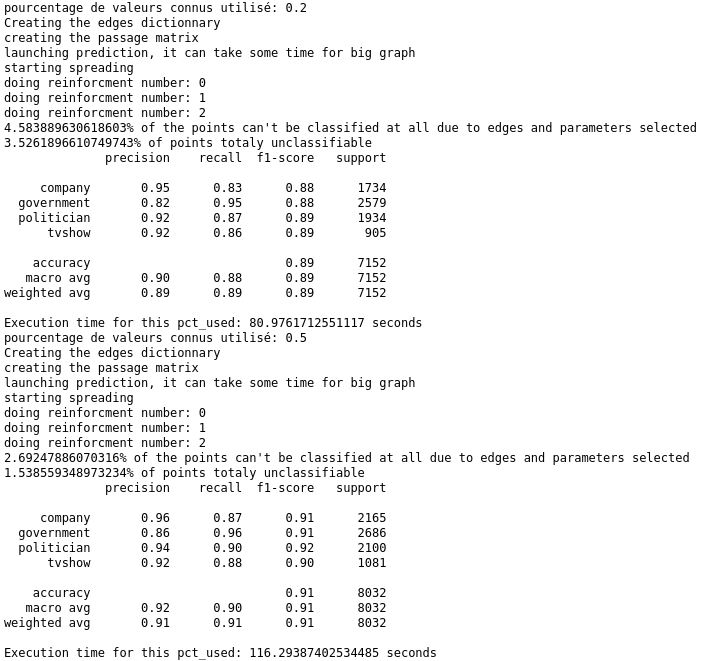 pourcentage de valeurs connus utilisé: 0.2
Creating the edges dictionnary
creating the passage matrix
launching prediction, it can take some time for big graph
starting spreading
doing reinforcment number: 0
doing reinforcment number: 1
doing reinforcment number: 2
4.583889630618603% of the points can't be classified at all due to edges and parameters selected
3.5261896610749743% of points totaly unclassifiable
              precision    recall  f1-score   support

     company       0.95      0.83      0.88      1734
  government       0.82      0.95      0.88      2579
  politician       0.92      0.87      0.89      1934
      tvshow       0.92      0.86      0.89       905

    accuracy                           0.89      7152
   macro avg       0.90      0.88      0.89      7152
weighted avg       0.89      0.89      0.89      7152

Execution time for this pct_used: 80.9761712551117 seconds
pourcentage de valeurs connus utilisé: 0.5
Creating the edges dictionnary
creating the passage matrix
launching prediction, it can take some time for big graph
starting spreading
doing reinforcment number: 0
doing reinforcment number: 1
doing reinforcment number: 2
2.69247886070316% of the points can't be classified at all due to edges and parameters selected
1.538559348973234% of points totaly unclassifiable
              precision    recall  f1-score   support

     company       0.96      0.87      0.91      2165
  government       0.86      0.96      0.91      2686
  politician       0.94      0.90      0.92      2100
      tvshow       0.92      0.88      0.90      1081

    accuracy                           0.91      8032
   macro avg       0.92      0.90      0.91      8032
weighted avg       0.91      0.91      0.91      8032

Execution time for this pct_used: 116.29387402534485 seconds